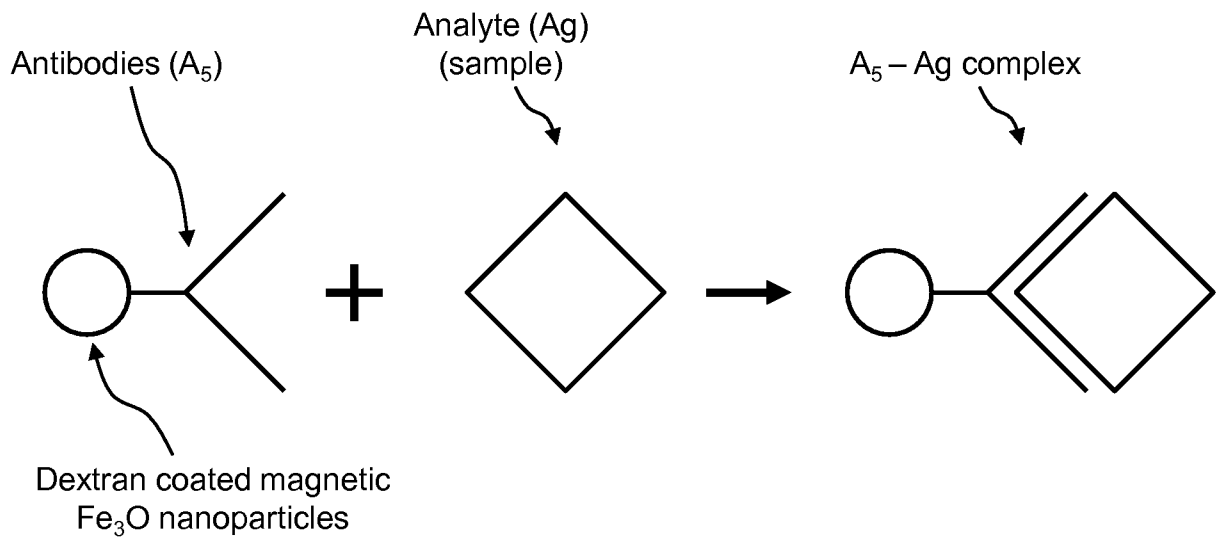 Analyte (Ag)
(sample)
Antibodies (A5)
A5 – Ag complex
+
Dextran coated magnetic
Fe3O nanoparticles